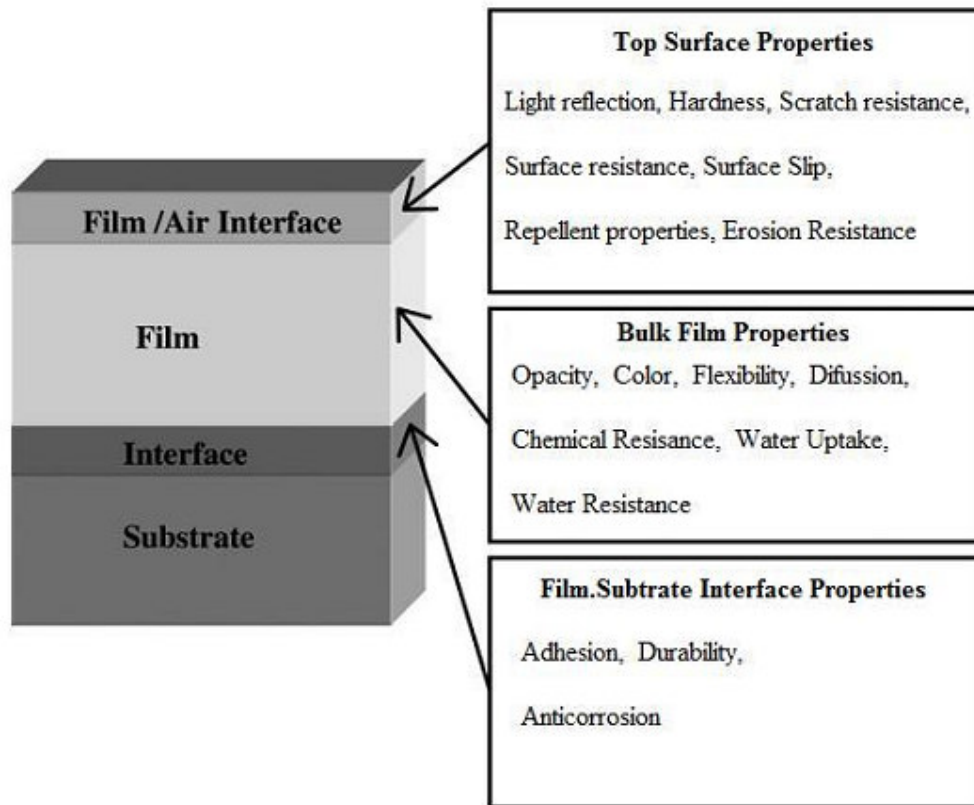 Film /Air Interface
Film
Interface
Substrate
Top Surface Properties
Light reflection, Hardness, Scratch resistance,
Surface resistance, Surface Slip,
Repellent properties, Erosion Resistance
Bulk Film Properties
Opacity, Color, Flexibility, Difussion,
Chemical Resisance, Water Uptake,
Water Resistance
Film.Subtrate Interface Properties
Adhesion, Durability,
Anticorrosion